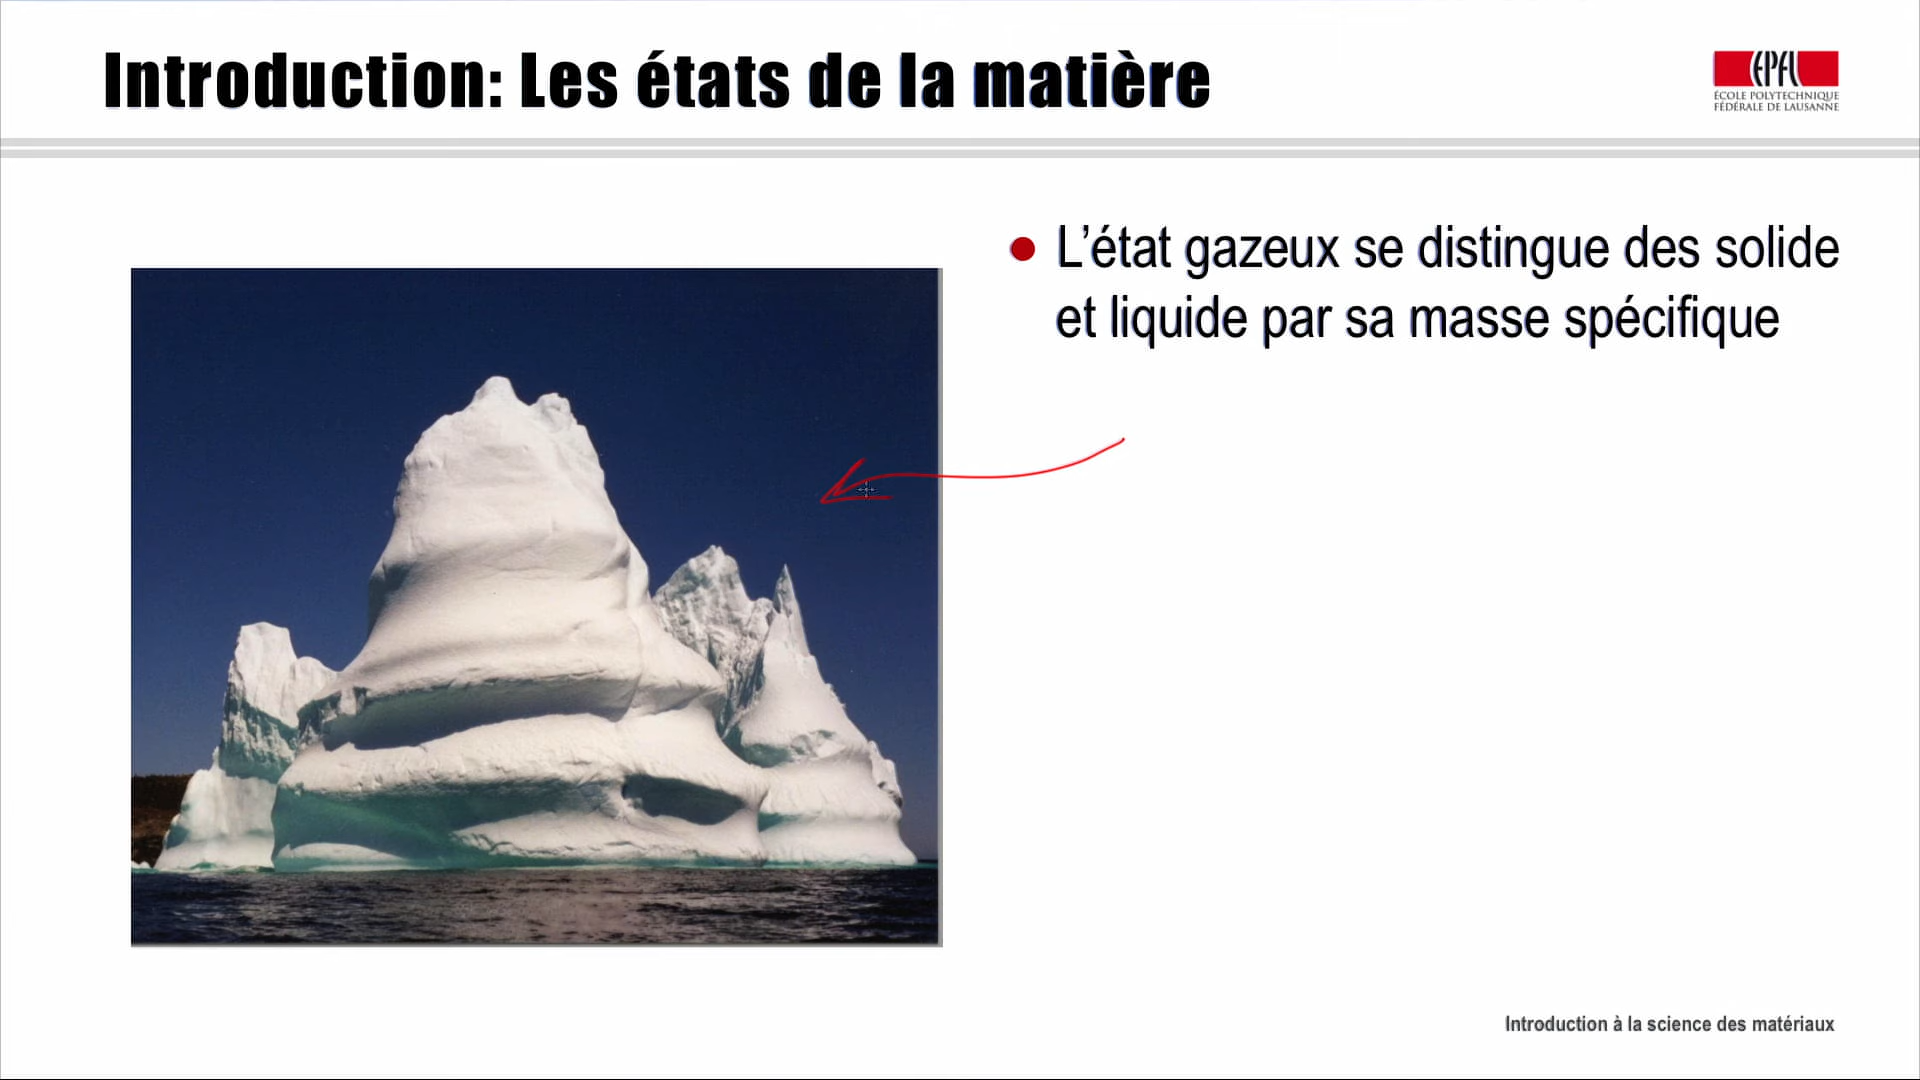 Introduction: Les états de la matière
EPFL
ÉCOLE POLYTECHNIQUE
FÉDÉRALE DE LAUSANNE
L’état gazeux se distingue des solide
et liquide par sa masse spécifique
Introduction à la science des matériaux